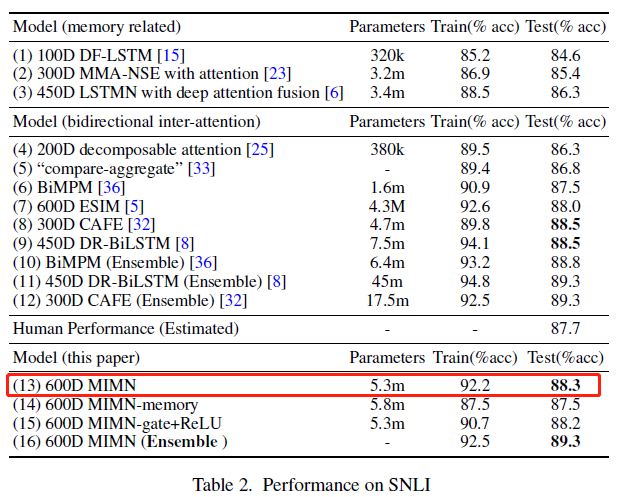 Model (memory related) Parameters Train(% acc) Test(% acc)
(1) 100D DF-LSTM [15] 320k 85.2 84.6
(2) 300D MMA-NSE with attention [23] 3.2m 86.9 85.4
(3) 450D LSTMN with deep attention fusion [6] 3.4m 88.5 86.3
Model (bidirectional inter-attention) Parameters Train(% acc) Test(% acc)
(4) 200D decomposable attention [25] 380k 89.5 86.3
(5) “compare-aggregate” [33] - 89.4 86.8
(6) BiMPM [36] 1.6m 90.9 87.5
(7) 600D ESIM [5] 4.3M 92.6 88.0
(8) 300D CAFE [32] 4.7m 89.8 88.5
(9) 450D DR-BiLSTM [8] 7.5m 94.1 88.5
(10) BiMPM (Ensemble) [36] 6.4m 93.2 88.8
(11) 450D DR-BiLSTM (Ensemble) [8] 45m 94.8 89.3
(12) 300D CAFE (Ensemble) [32] 17.5m 92.5 89.3
Human Performance (Estimated) - - 87.7
Model (this paper) Parameters Train(%acc) Test(%acc)
(13) 600D MIMN 5.3m 92.2 88.3
(14) 600D MIMN-memory 5.8m 87.5 87.5
(15) 600D MIMN-gate+ReLU 5.3m 90.7 88.2
(16) 600D MIMN (Ensemble ) - 92.5 89.3
Table 2. Performance on SNLI